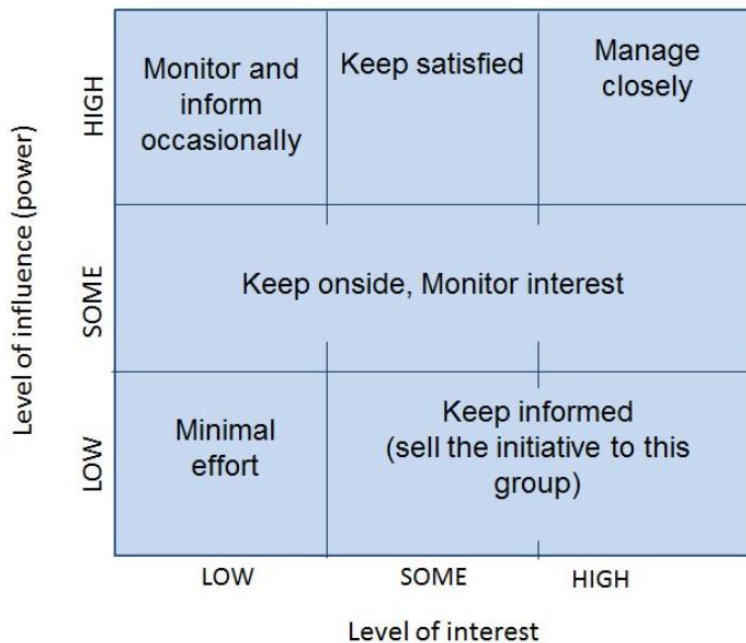 Level of influence (power)
HIGH
Monitor and
inform
occasionally
Keep satisfied
Manage
closely
SOME
Keep onside, Monitor interest
LOW
Minimal
effort
Keep informed
(sell the initiative to this
group)
LOW
SOME
HIGH
Level of interest